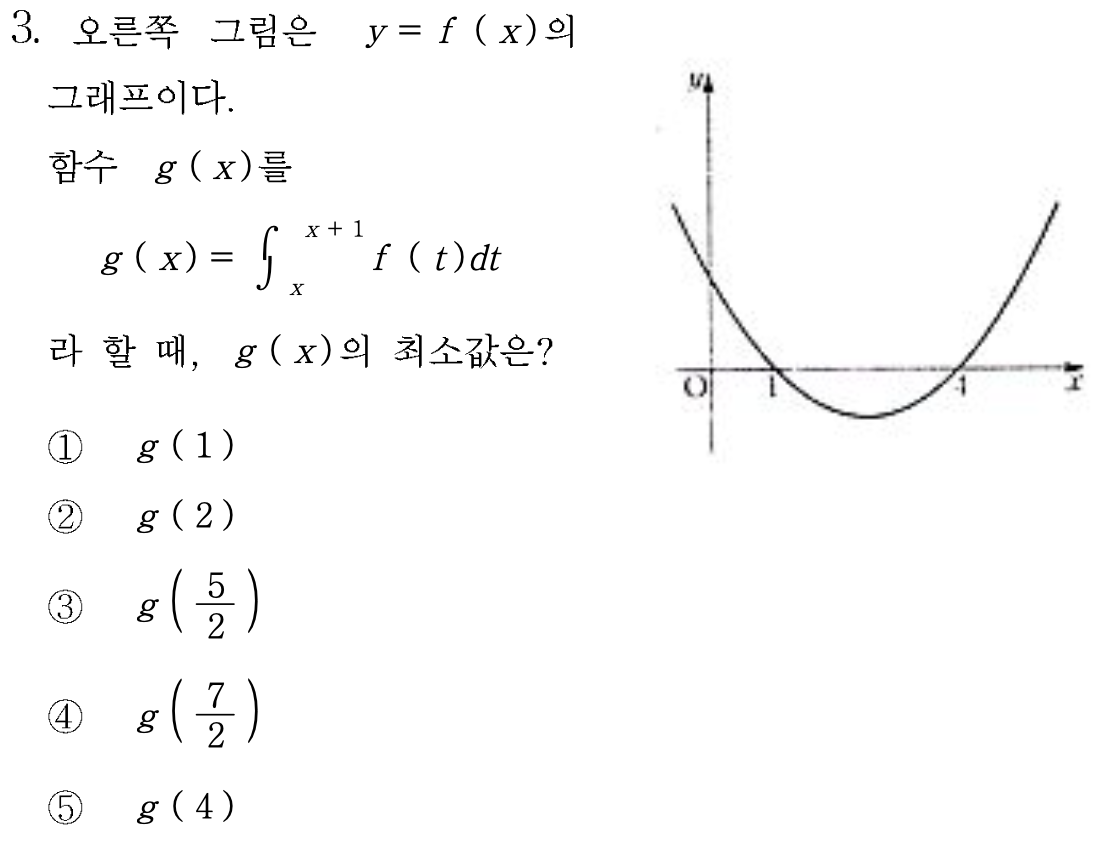 3. 오른쪽 그림은 y = f ( x)의
그래프이다.
함수 g ( x)를
g ( x) = ∫ₓˣ⁺¹ f ( t)dt
라 할 때, g ( x)의 최소값은?
① g ( 1)
② g ( 2)
③ g ( 5/2 )
④ g ( 7/2 )
⑤ g ( 4)
y
O 1 4 x